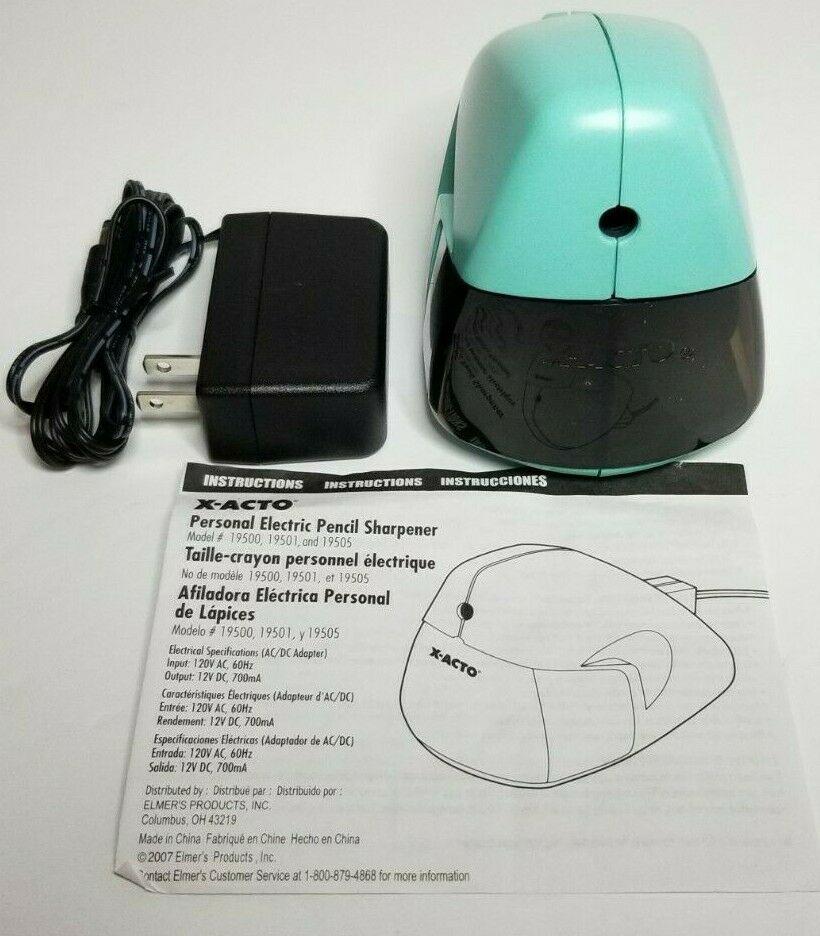 X-ACTO®
INSTRUCTIONS INSTRUCTIONS INSTRUCCIONES
X-ACTO™
Personal Electric Pencil Sharpener
Model # 19500, 19501, and 19505
Taille-crayon personnel électrique
No de modèle 19500, 19501, et 19505
Afiladora Eléctrica Personal
de Lápices
Modelo # 19500, 19501, y 19505
Electrical Specifications (AC/DC Adapter)
Input: 120V AC, 60Hz
Output: 12V DC, 700mA
Caractéristiques Électriques (Adapteur d'AC/DC)
Entrée: 120V AC, 60Hz
Rendement: 12V DC, 700mA
Especificaciones Eléctricas (Adaptador de AC/DC)
Entrada: 120V AC, 60Hz
Salida: 12V DC, 700mA
X-ACTO®
Distributed by : Distribué par : Distribuido por :
ELMER'S PRODUCTS, INC.
Columbus, OH 43219
Made in China Fabriqué en Chine Hecho en China
©2007 Elmer's Products, Inc.
ontact Elmer's Customer Service at 1-800-879-4868 for more information